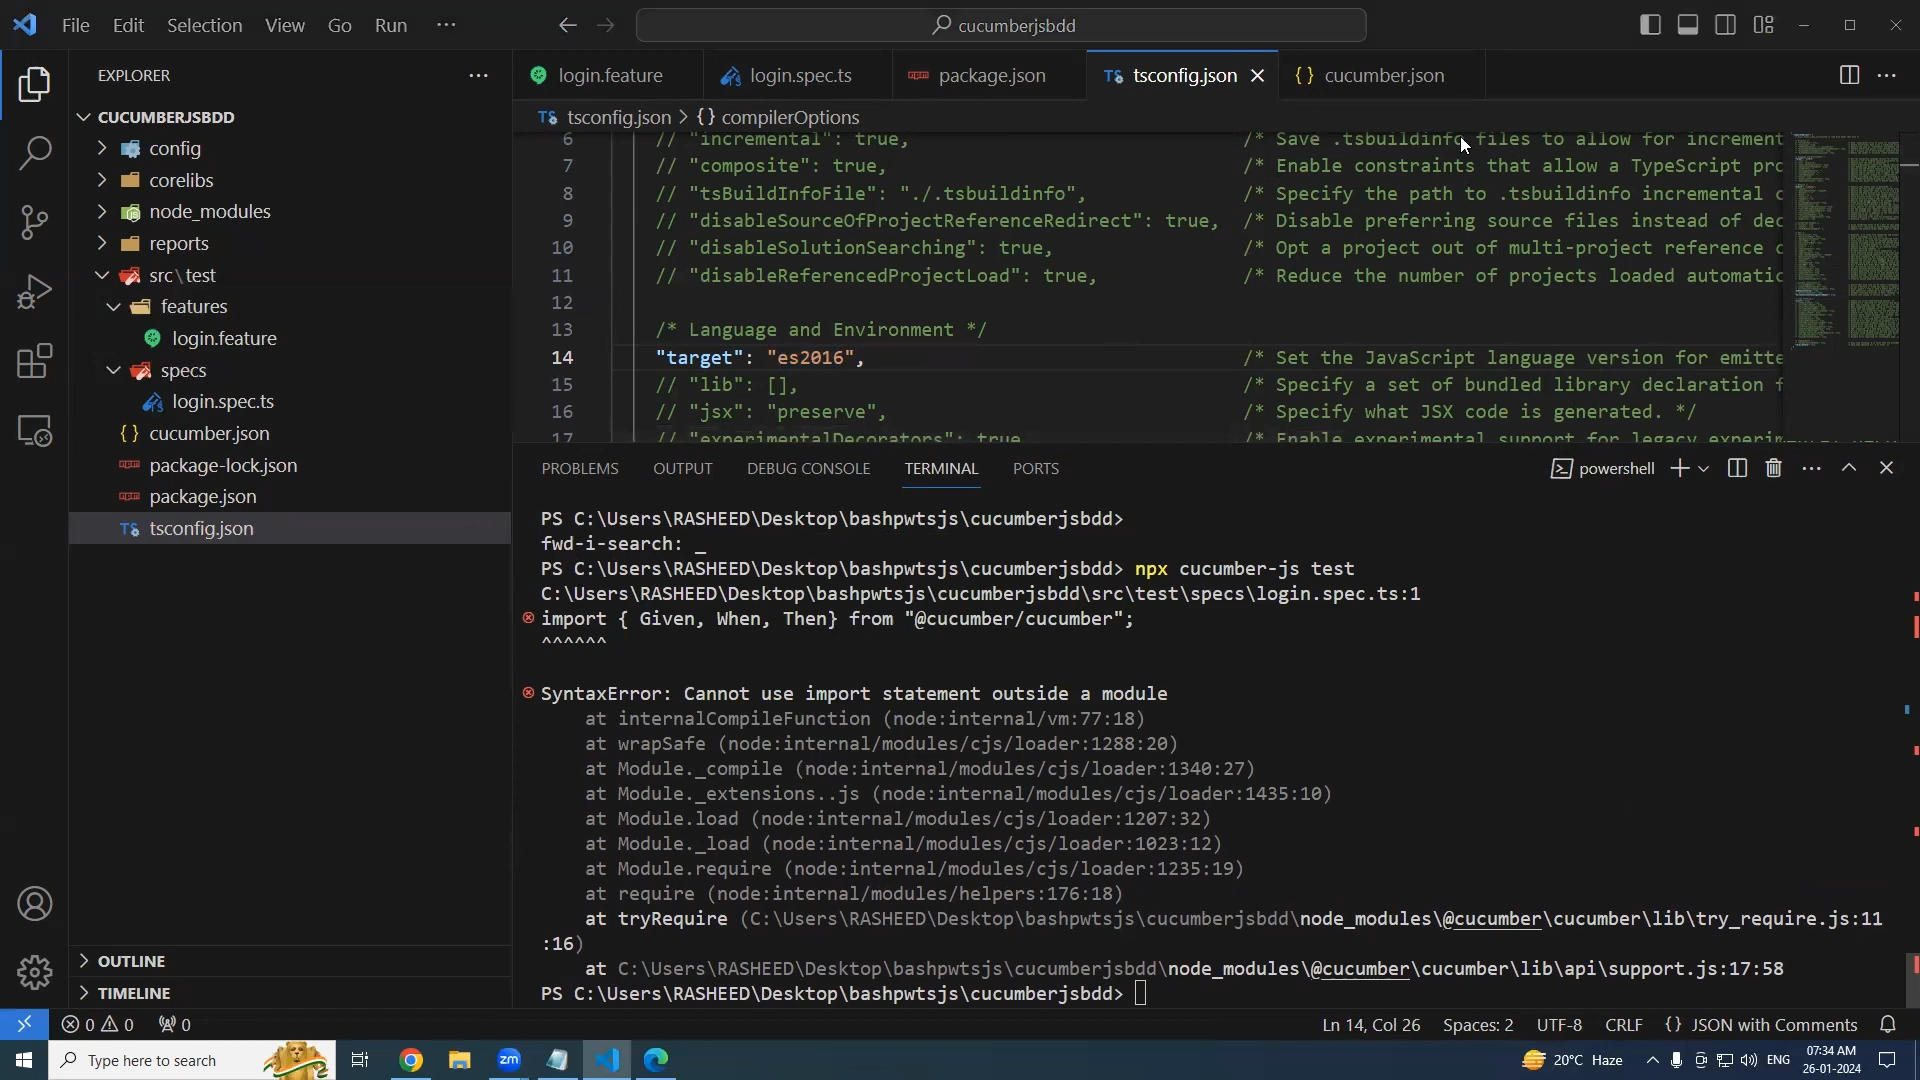 File Edit Selection View Go Run ··· cucumberjsbdd
EXPLORER
CUCUMBERJSBDD
config
corelibs
node_modules
reports
src\test
features
login.feature
specs
login.spec.ts
cucumber.json
package-lock.json
package.json
tsconfig.json
OUTLINE
TIMELINE
login.feature login.spec.ts package.json tsconfig.json cucumber.json
tsconfig.json > {} compilerOptions
6 // "incremental": true, /* Save .tsbuildinfo files to allow for increment
7 // "composite": true, /* Enable constraints that allow a TypeScript pro
8 // "tsBuildInfoFile": "./.tsbuildinfo", /* Specify the path to .tsbuildinfo incremental c
9 // "disableSourceOfProjectReferenceRedirect": true, /* Disable preferring source files instead of dec
10 // "disableSolutionSearching": true, /* Opt a project out of multi-project reference c
11 // "disableReferencedProjectLoad": true, /* Reduce the number of projects loaded automatic
12
13 /* Language and Environment */
14 "target": "es2016", /* Set the JavaScript language version for emitte
15 // "lib": [], /* Specify a set of bundled library declaration f
16 // "jsx": "preserve", /* Specify what JSX code is generated. */
17 // "experimentalDecorators": true /* Enable experimental support for legacy experim
PROBLEMS OUTPUT DEBUG CONSOLE TERMINAL PORTS powershell
PS C:\Users\RASHEED\Desktop\bashpwtsjs\cucumberjsbdd>
fwd-i-search: _
PS C:\Users\RASHEED\Desktop\bashpwtsjs\cucumberjsbdd> npx cucumber-js test
C:\Users\RASHEED\Desktop\bashpwtsjs\cucumberjsbdd\src\test\specs\login.spec.ts:1
import { Given, When, Then} from "@cucumber/cucumber";
^^^^^^
SyntaxError: Cannot use import statement outside a module
at internalCompileFunction (node:internal/vm:77:18)
at wrapSafe (node:internal/modules/cjs/loader:1288:20)
at Module._compile (node:internal/modules/cjs/loader:1340:27)
at Module._extensions..js (node:internal/modules/cjs/loader:1435:10)
at Module.load (node:internal/modules/cjs/loader:1207:32)
at Module._load (node:internal/modules/cjs/loader:1023:12)
at Module.require (node:internal/modules/cjs/loader:1235:19)
at require (node:internal/modules/helpers:176:18)
at tryRequire (C:\Users\RASHEED\Desktop\bashpwtsjs\cucumberjsbdd\node_modules\@cucumber\cucumber\lib\try_require.js:11
:16)
at C:\Users\RASHEED\Desktop\bashpwtsjs\cucumberjsbdd\node_modules\@cucumber\cucumber\lib\api\support.js:17:58
PS C:\Users\RASHEED\Desktop\bashpwtsjs\cucumberjsbdd>
0 0 0 Ln 14, Col 26 Spaces: 2 UTF-8 CRLF {} JSON with Comments
Type here to search zm 20°C Haze ENG 07:34 AM
26-01-2024